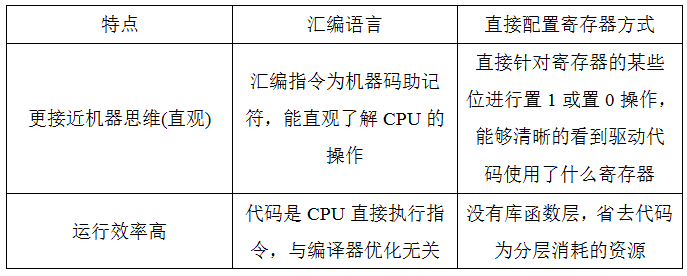 特点 汇编语言 直接配置寄存器方式
更接近机器思维(直观)
汇编指令为机器码助记
符，能直观了解 CPU 的
操作
直接针对寄存器的某些
位进行置 1 或置 0 操作，
能够清晰的看到驱动代
码使用了什么寄存器
运行效率高
代码是 CPU 直接执行指
令，与编译器优化无关
没有库函数层，省去代码
为分层消耗的资源